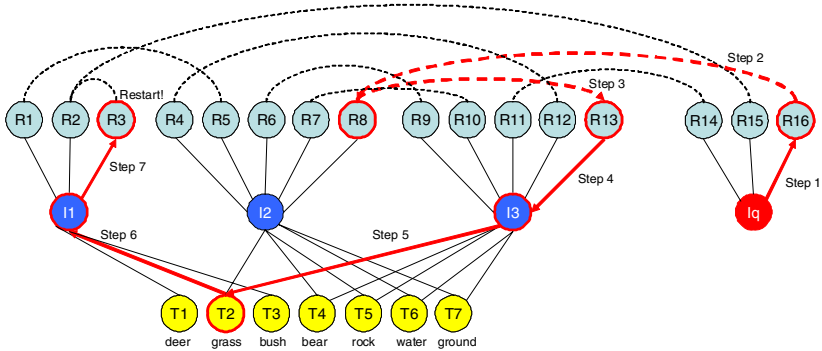 Step 2
Step 3
Restart!
R1 R2 R3 R4 R5 R6 R7 R8 R9 R10 R11 R12 R13 R14 R15 R16
Step 7
Step 4
Step 1
I1 I2 I3 Iq
Step 6
Step 5
T1 T2 T3 T4 T5 T6 T7
deer grass bush bear rock water ground